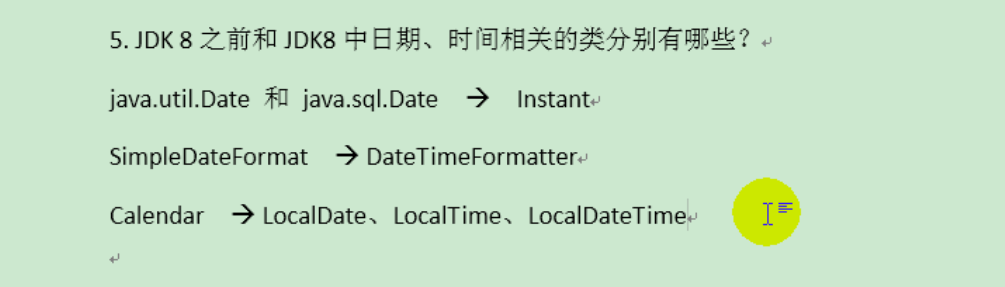 5. JDK 8 之前和 JDK8 中日期、时间相关的类分别有哪些？
java.util.Date 和 java.sql.Date → Instant
SimpleDateFormat → DateTimeFormatter
Calendar → LocalDate、LocalTime、LocalDateTime